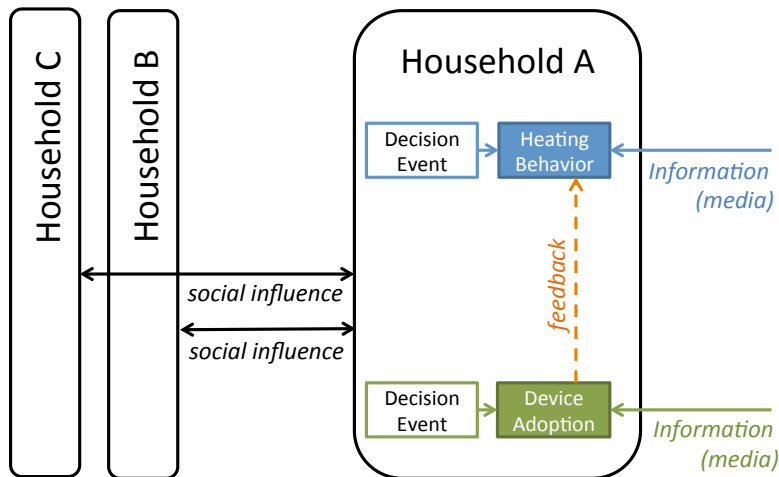 Household C
Household B
Household A
Decision
Event
Heating
Behavior
Information
(media)
feedback
social influence
social influence
Decision
Event
Device
Adoption
Information
(media)